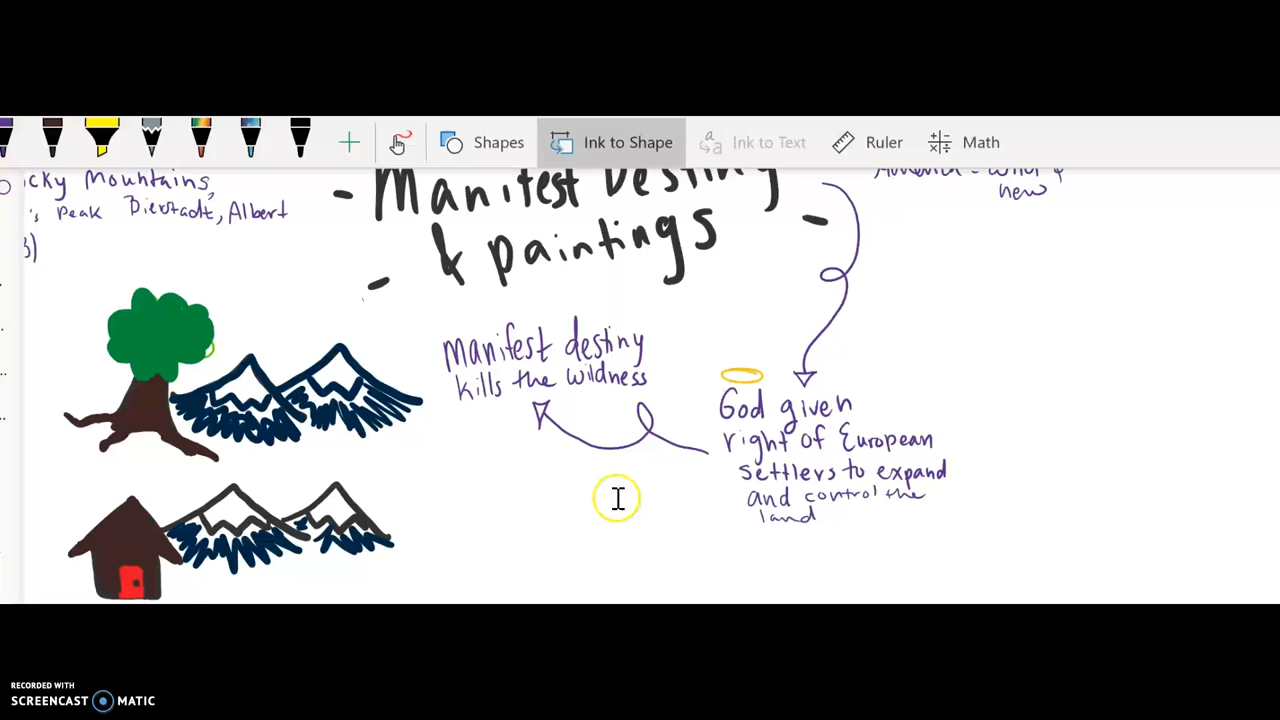 Shapes
Ink to Shape
Ink to Text
Ruler
Math
cky Mountains,
's Peak Bierstadt, Albert
3)
- Manifest Destiny
& paintings -
-
new
manifest destiny
kills the wildness
God given
right of European
settlers to expand
and control the
land
RECORDED WITH
SCREENCAST MATIC